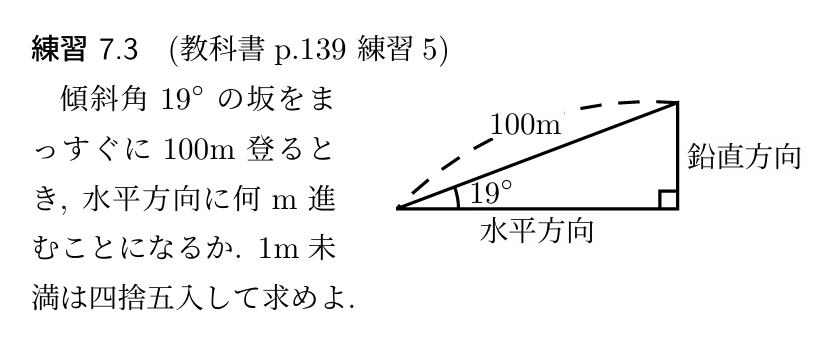 練習 7.3 (教科書 p.139 練習 5)
傾斜角 19° の坂をま
っすぐに 100m 登ると
き, 水平方向に何 m 進
むことになるか. 1m 未
満は四捨五入して求めよ.
100m
鉛直方向
19°
水平方向